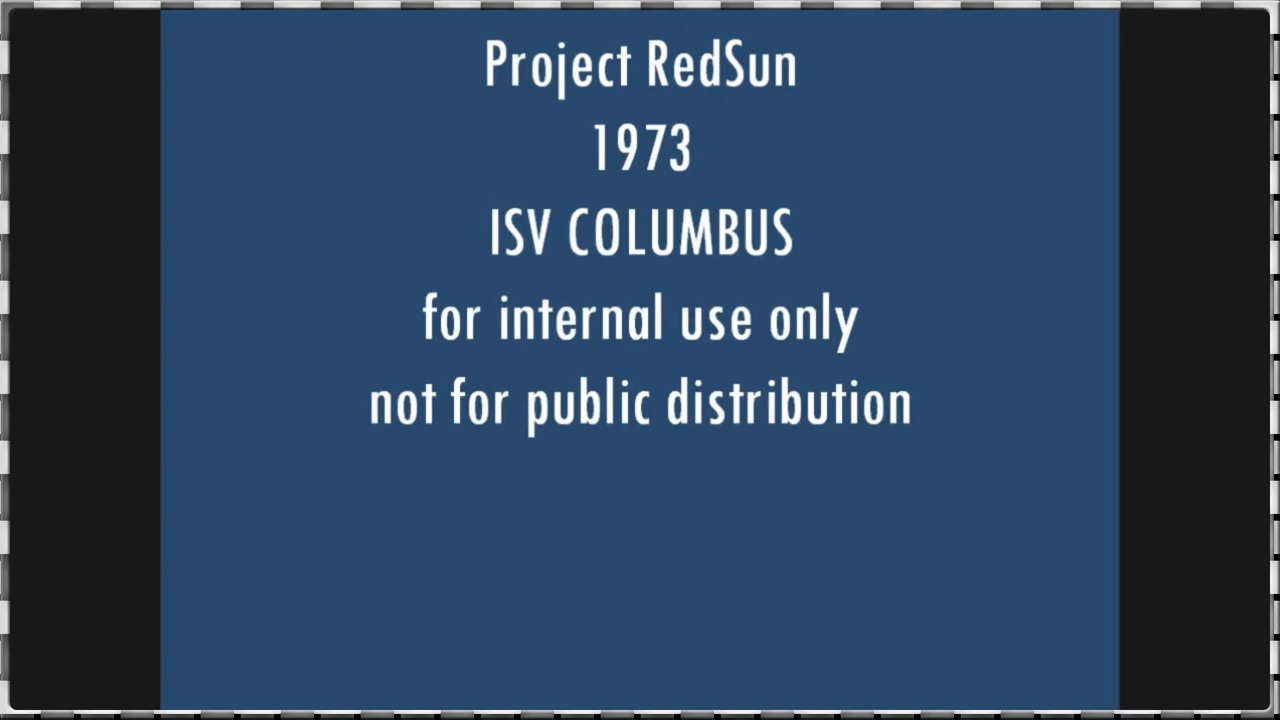 Project RedSun
1973
ISV COLUMBUS
for internal use only
not for public distribution